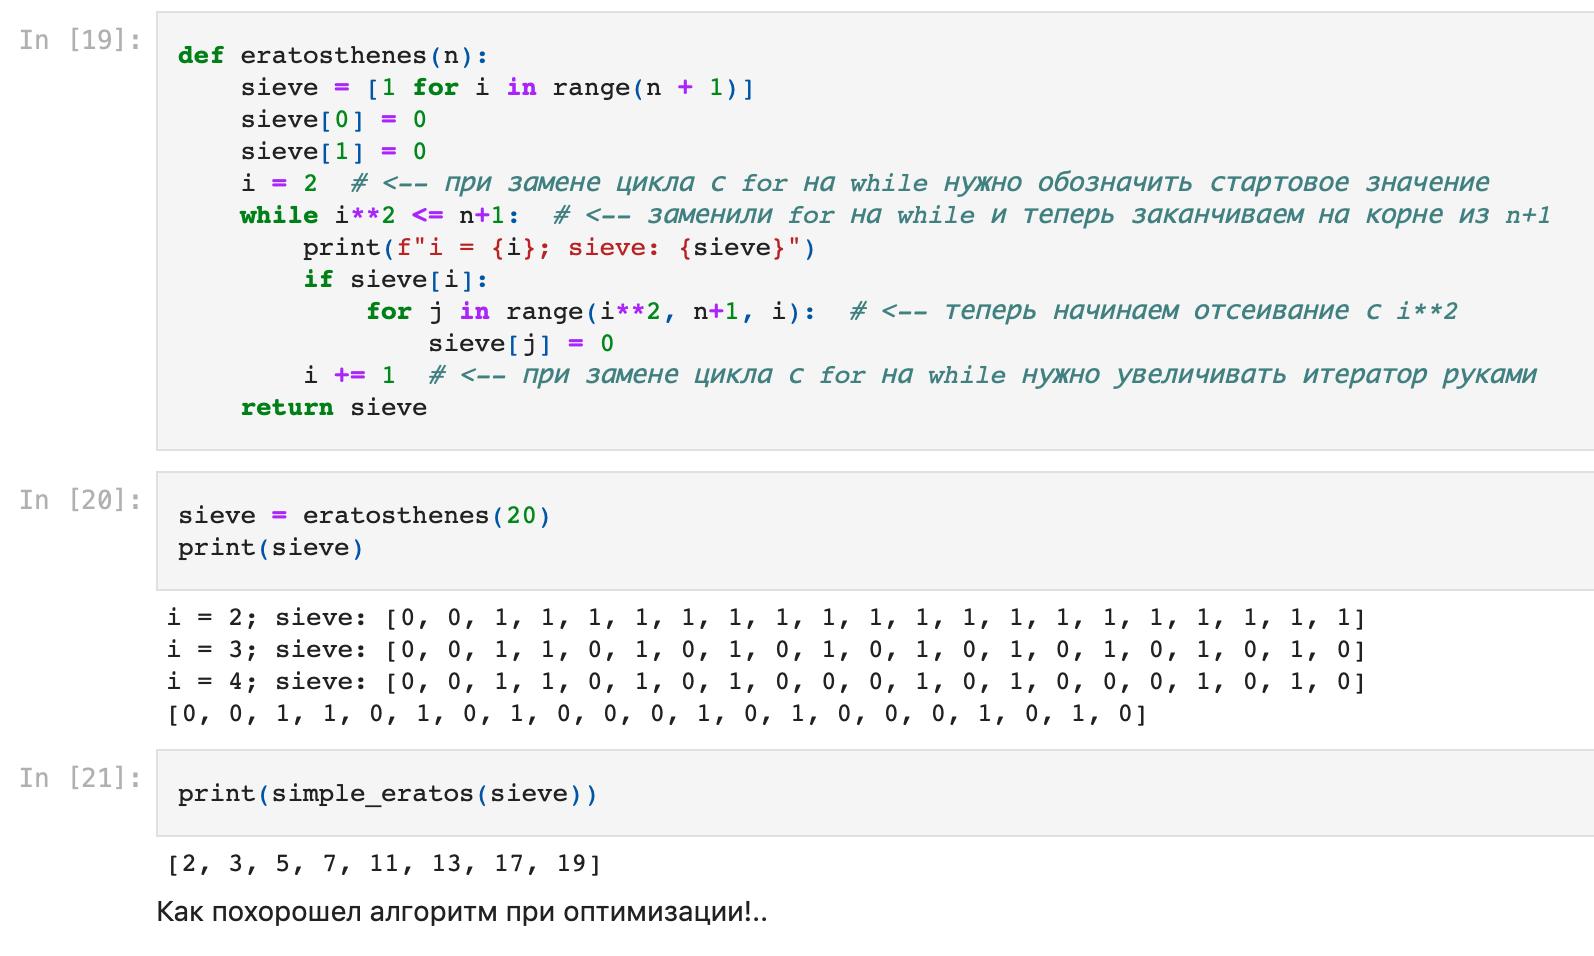 In [19]:
def eratosthenes(n):
    sieve = [1 for i in range(n + 1)]
    sieve[0] = 0
    sieve[1] = 0
    i = 2  # <-- при замене цикла с for на while нужно обозначить стартовое значение
    while i**2 <= n+1:  # <-- заменили for на while и теперь заканчиваем на корне из n+1
        print(f"i = {i}; sieve: {sieve}")
        if sieve[i]:
            for j in range(i**2, n+1, i):  # <-- теперь начинаем отсеивание с i**2
                sieve[j] = 0
        i += 1  # <-- при замене цикла с for на while нужно увеличивать итератор руками
    return sieve
In [20]:
sieve = eratosthenes(20)
print(sieve)
i = 2; sieve: [0, 0, 1, 1, 1, 1, 1, 1, 1, 1, 1, 1, 1, 1, 1, 1, 1, 1, 1, 1, 1]
i = 3; sieve: [0, 0, 1, 1, 0, 1, 0, 1, 0, 1, 0, 1, 0, 1, 0, 1, 0, 1, 0, 1, 0]
i = 4; sieve: [0, 0, 1, 1, 0, 1, 0, 1, 0, 0, 0, 1, 0, 1, 0, 0, 0, 1, 0, 1, 0]
[0, 0, 1, 1, 0, 1, 0, 1, 0, 0, 0, 1, 0, 1, 0, 0, 0, 1, 0, 1, 0]
In [21]:
print(simple_eratos(sieve))
[2, 3, 5, 7, 11, 13, 17, 19]
Как похорошел алгоритм при оптимизации!..